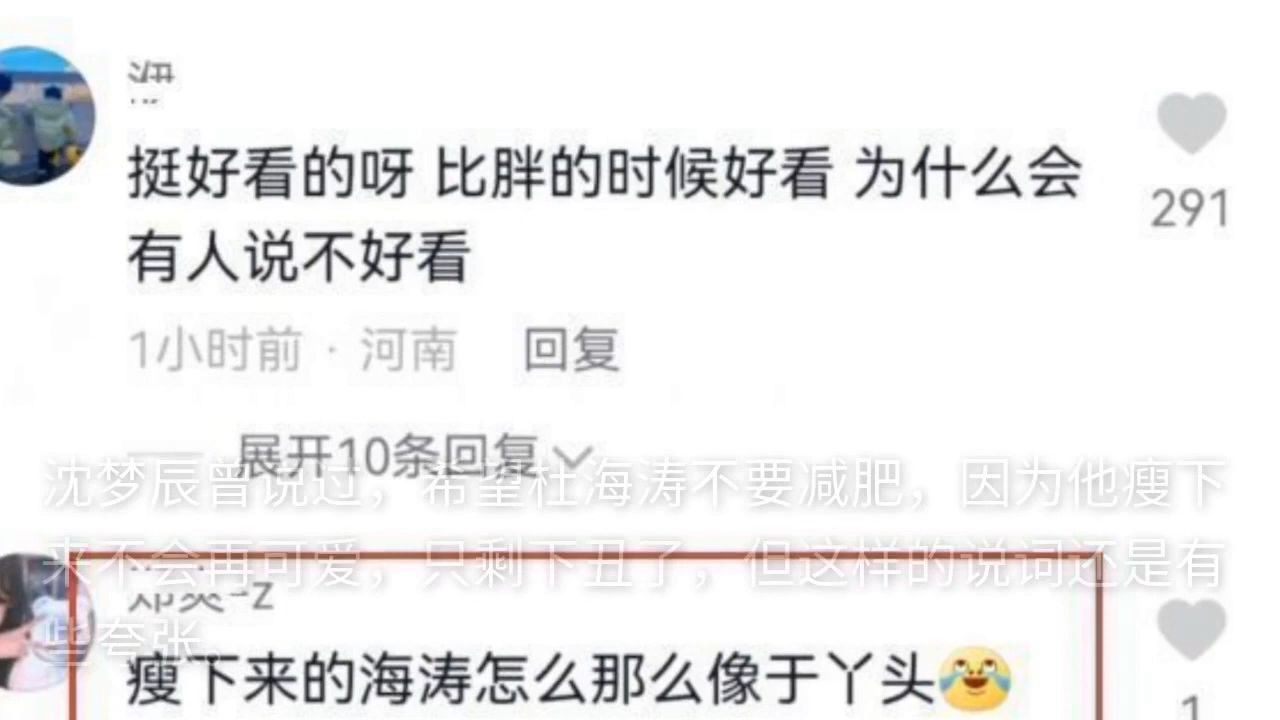 挺好看的呀 比胖的时候好看 为什么会
291
有人说不好看
1小时前 · 河南 回复
展开10条回复
沈梦辰曾说过，希望杜海涛不要减肥，因为他瘦下
来不会再可爱，只剩下丑了，但这样的说词还是有
些夸张。
瘦下来的海涛怎么那么像于丫头😂
1